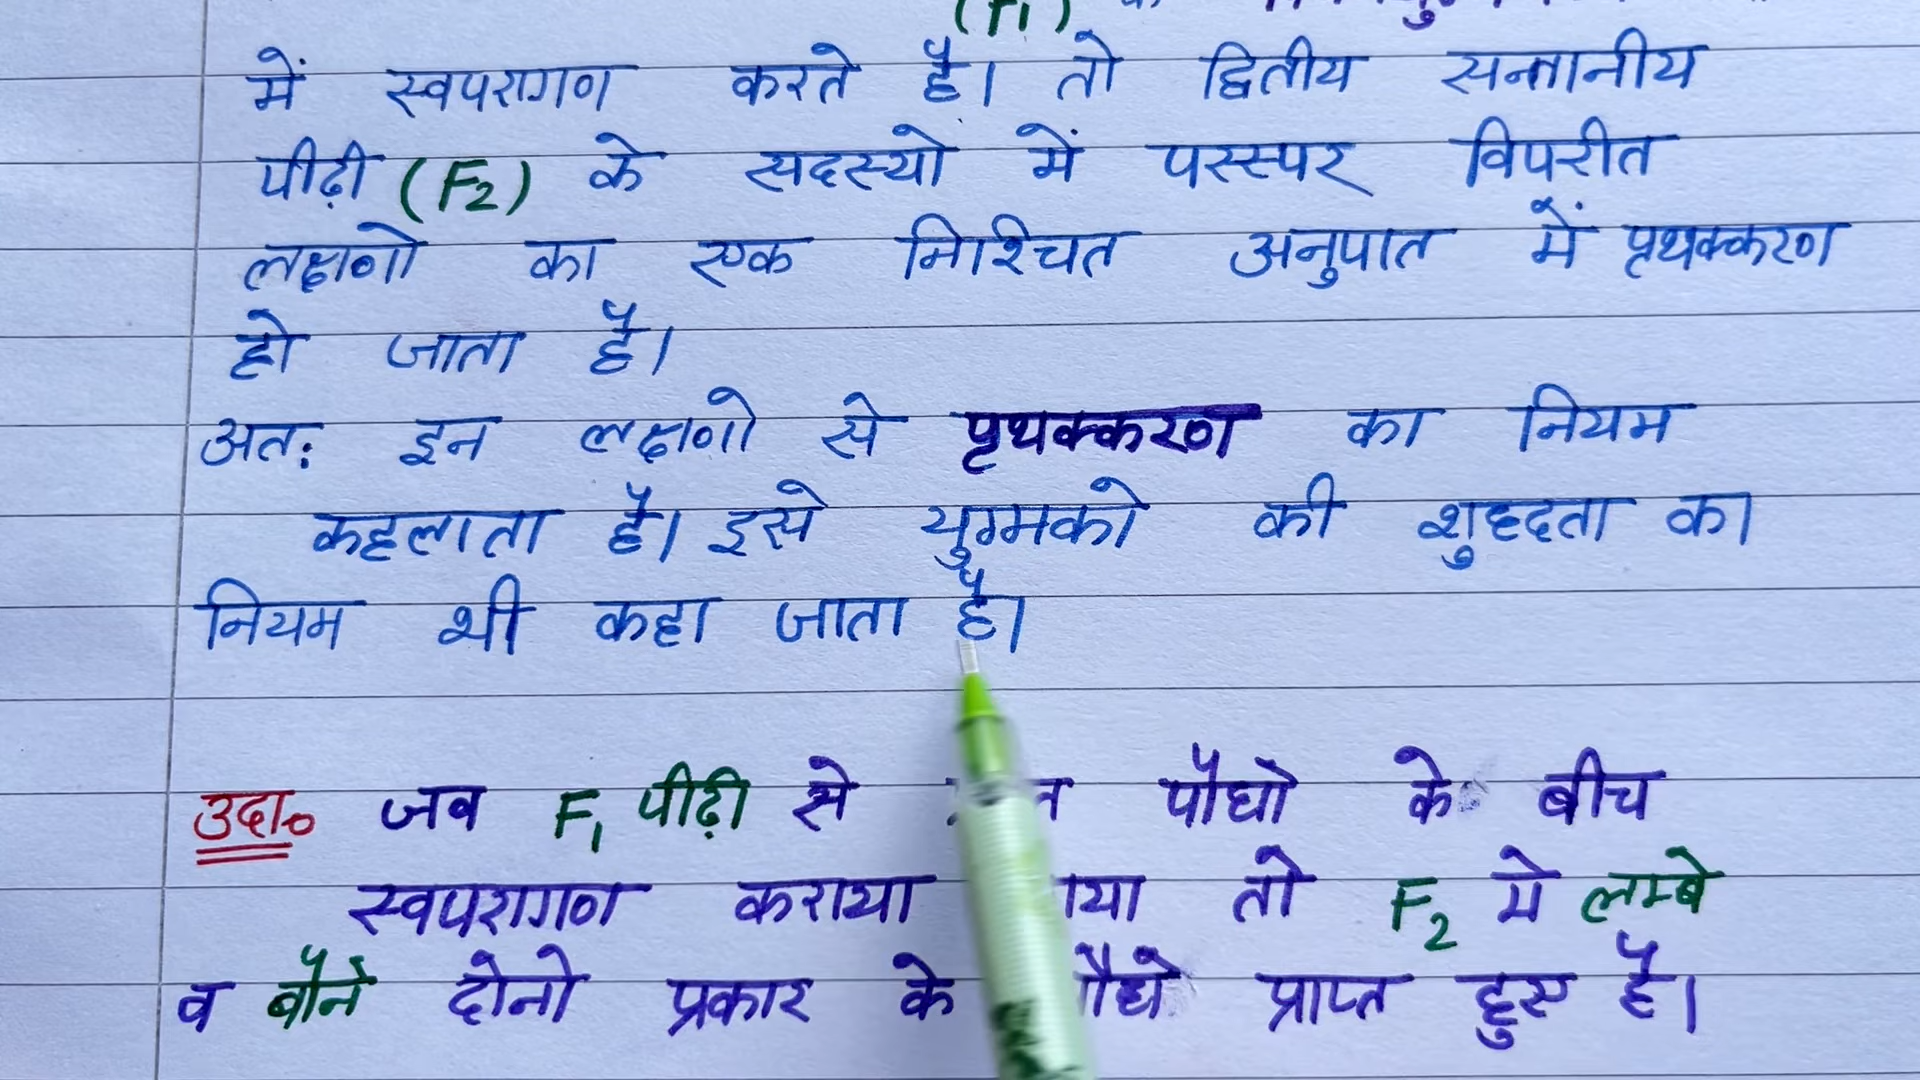 (F₁) के
में स्वपरागण करते है। तो द्वितीय सन्तानीय
पीढ़ी (F₂) के सदस्यो में परस्पर विपरीत
लक्षणो का एक निश्चित अनुपात में पृथक्करण
हो जाता है।
अतः इन लक्षणो से पृथक्करण का नियम
कहलाता है। इसे युग्मको की शुद्धता का
नियम भी कहा जाता है।
उदा० जब F₁ पीढ़ी से पौधो के बीच
स्वपरागण कराया तो F₂ मे लम्बे
व बौने दोनो प्रकार के प्राप्त हुए है।